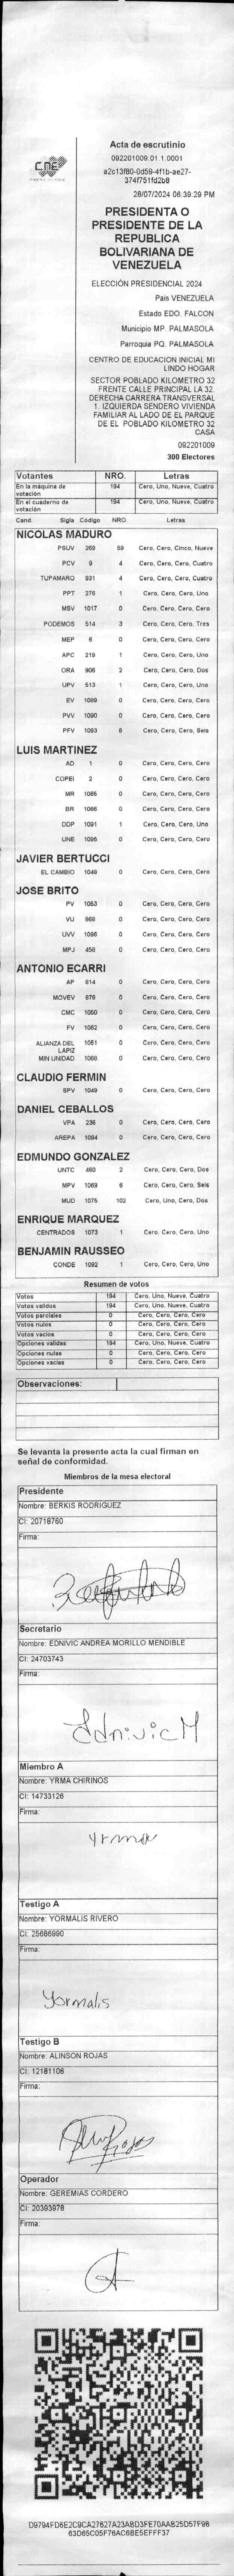 CNE
Acta de escrutinio
092201009.01.1.0001
a2c13f80-0d59-4f1b-ae27-
374f751fd2b8
28/07/2024 06:39:29 PM
PRESIDENTA O
PRESIDENTE DE LA
REPUBLICA
BOLIVARIANA DE
VENEZUELA
ELECCIÓN PRESIDENCIAL 2024
País VENEZUELA
Estado EDO. FALCON
Municipio MP. PALMASOLA
Parroquia PQ. PALMASOLA
CENTRO DE EDUCACION INICIAL MI
LINDO HOGAR
SECTOR POBLADO KILOMETRO 32
FRENTE CALLE PRINCIPAL LA 32.
DERECHA CARRERA TRANSVERSAL
1. IZQUIERDA SENDERO VIVIENDA
FAMILIAR AL LADO DE EL PARQUE
DE EL POBLADO KILOMETRO 32
CASA
092201009
300 Electores
Votantes NRO. Letras
En la máquina de votación 194 Cero, Uno, Nueve, Cuatro
En el cuaderno de votación 194 Cero, Uno, Nueve, Cuatro
Cand. Sigla Código NRO. Letras
NICOLAS MADURO
PSUV 269 59 Cero, Cero, Cinco, Nueve
PCV 9 4 Cero, Cero, Cero, Cuatro
TUPAMARO 931 4 Cero, Cero, Cero, Cuatro
PPT 276 1 Cero, Cero, Cero, Uno
MSV 1017 0 Cero, Cero, Cero, Cero
PODEMOS 514 3 Cero, Cero, Cero, Tres
MEP 6 0 Cero, Cero, Cero, Cero
APC 219 1 Cero, Cero, Cero, Uno
ORA 906 2 Cero, Cero, Cero, Dos
UPV 513 1 Cero, Cero, Cero, Uno
EV 1089 0 Cero, Cero, Cero, Cero
PVV 1090 0 Cero, Cero, Cero, Cero
PFV 1093 6 Cero, Cero, Cero, Seis
LUIS MARTINEZ
AD 1 0 Cero, Cero, Cero, Cero
COPEI 2 0 Cero, Cero, Cero, Cero
MR 1065 0 Cero, Cero, Cero, Cero
BR 1066 0 Cero, Cero, Cero, Cero
DDP 1091 1 Cero, Cero, Cero, Uno
UNE 1095 0 Cero, Cero, Cero, Cero
JAVIER BERTUCCI
EL CAMBIO 1048 0 Cero, Cero, Cero, Cero
JOSE BRITO
PV 1053 0 Cero, Cero, Cero, Cero
VU 868 0 Cero, Cero, Cero, Cero
UVV 1096 0 Cero, Cero, Cero, Cero
MPJ 458 0 Cero, Cero, Cero, Cero
ANTONIO ECARRI
AP 814 0 Cero, Cero, Cero, Cero
MOVEV 978 0 Cero, Cero, Cero, Cero
CMC 1050 0 Cero, Cero, Cero, Cero
FV 1082 0 Cero, Cero, Cero, Cero
ALIANZA DEL LAPIZ 1051 0 Cero, Cero, Cero, Cero
MIN UNIDAD 1068 0 Cero, Cero, Cero, Cero
CLAUDIO FERMIN
SPV 1049 0 Cero, Cero, Cero, Cero
DANIEL CEBALLOS
VPA 236 0 Cero, Cero, Cero, Cero
AREPA 1094 0 Cero, Cero, Cero, Cero
EDMUNDO GONZALEZ
UNTC 460 2 Cero, Cero, Cero, Dos
MPV 1069 6 Cero, Cero, Cero, Seis
MUD 1075 102 Cero, Uno, Cero, Dos
ENRIQUE MARQUEZ
CENTRADOS 1073 1 Cero, Cero, Cero, Uno
BENJAMIN RAUSSEO
CONDE 1092 1 Cero, Cero, Cero, Uno
Resumen de votos
Votos 194 Cero, Uno, Nueve, Cuatro
Votos validos 194 Cero, Uno, Nueve, Cuatro
Votos parciales 0 Cero, Cero, Cero, Cero
Votos nulos 0 Cero, Cero, Cero, Cero
Votos vacios 0 Cero, Cero, Cero, Cero
Opciones validas 194 Cero, Uno, Nueve, Cuatro
Opciones nulas 0 Cero, Cero, Cero, Cero
Opciones vacias 0 Cero, Cero, Cero, Cero
Observaciones:
Se levanta la presente acta la cual firman en
señal de conformidad.
Miembros de la mesa electoral
Presidente
Nombre: BERKIS RODRIGUEZ
CI: 20718760
Firma:
Secretario
Nombre: EDNIVIC ANDREA MORILLO MENDIBLE
CI: 24703743
Firma:
Ednivic M
Miembro A
Nombre: YRMA CHIRINOS
CI: 14733126
Firma:
Yrma
Testigo A
Nombre: YORMALIS RIVERO
CI: 25686990
Firma:
Yormalis
Testigo B
Nombre: ALINSON ROJAS
CI: 12181106
Firma:
Operador
Nombre: GEREMIAS CORDERO
CI: 20393978
Firma:
D9794FD6E2C9CA27627A23ABD3FE70AAB25D57F98
63D65C05F76AC6BE5EFFF37